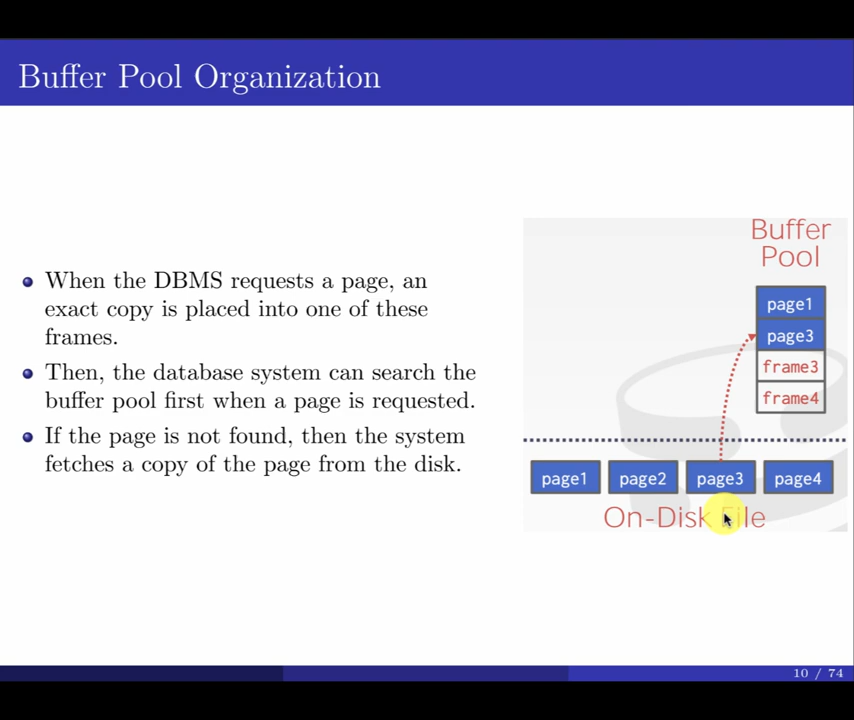 Buffer Pool Organization
When the DBMS requests a page, an
exact copy is placed into one of these
frames.
Then, the database system can search the
buffer pool first when a page is requested.
If the page is not found, then the system
fetches a copy of the page from the disk.
Buffer
Pool
page1
page3
frame3
frame4
page1 page2 page3 page4
On-Disk File
10 / 74